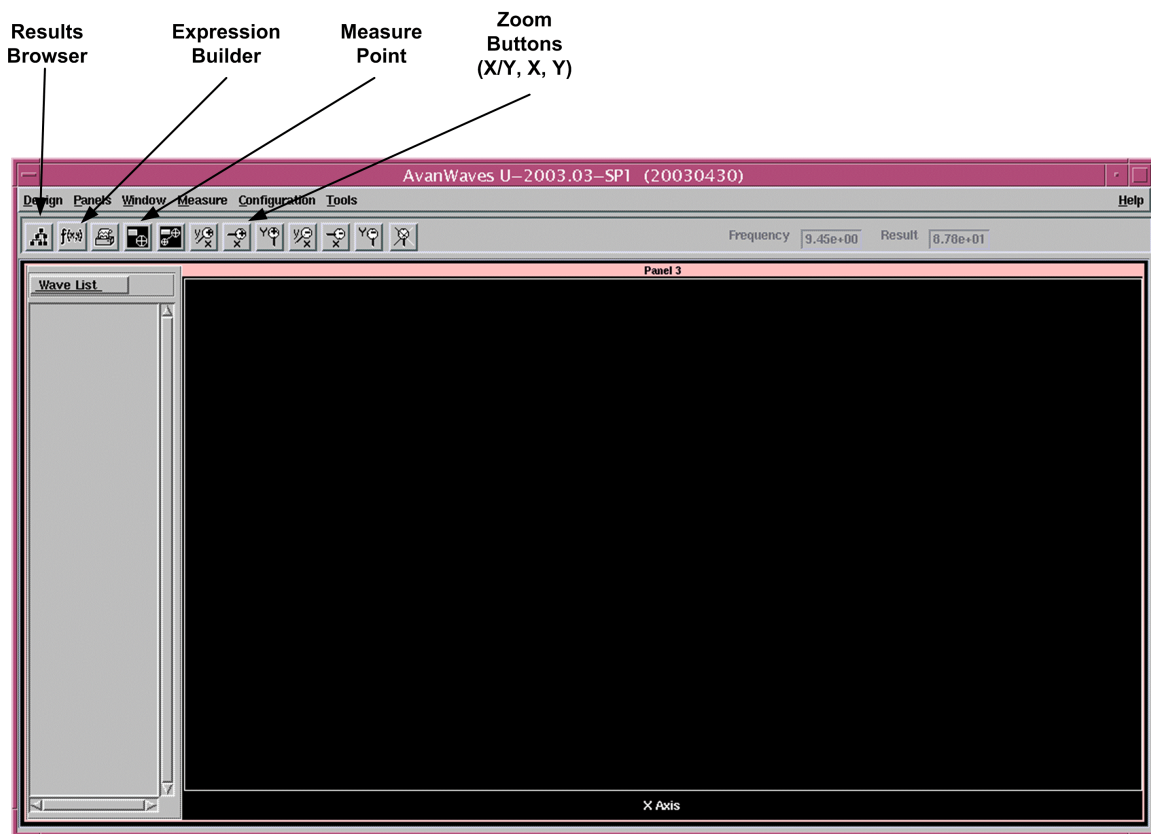 Results
Browser
Expression
Builder
Measure
Point
Zoom
Buttons
(X/Y, X, Y)
AvanWaves U-2003.03-SP1 (20030430)
Design Panels Window Measure Configuration Tools Help
f(x,y)
Frequency 9.45e+00 Result 8.78e+01
Panel 3
Wave List
X Axis